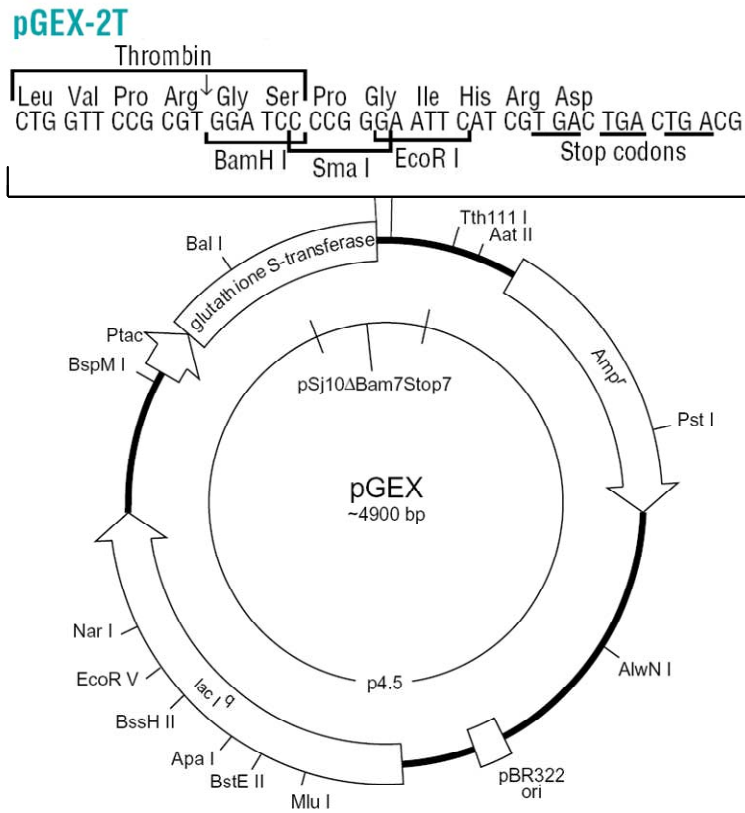 pGEX-2T
Thrombin
Leu Val Pro Arg Gly Ser Pro Gly Ile His Arg Asp
CTG GTT CCG CGT GGA TCC CCG GGA ATT CAT CGT GAC TGA CTG ACG
BamH I
Sma I
EcoR I
Stop codons
Tth111 I
Aat II
Bal I
glutathione S-transferase
Ptac
BspM I
Ampʳ
pSj10ΔBam7Stop7
Pst I
pGEX
~4900 bp
Nar I
EcoR V
BssH II
Apa I
BstE II
Mlu I
lac Iq
p4.5
AlwN I
pBR322
ori